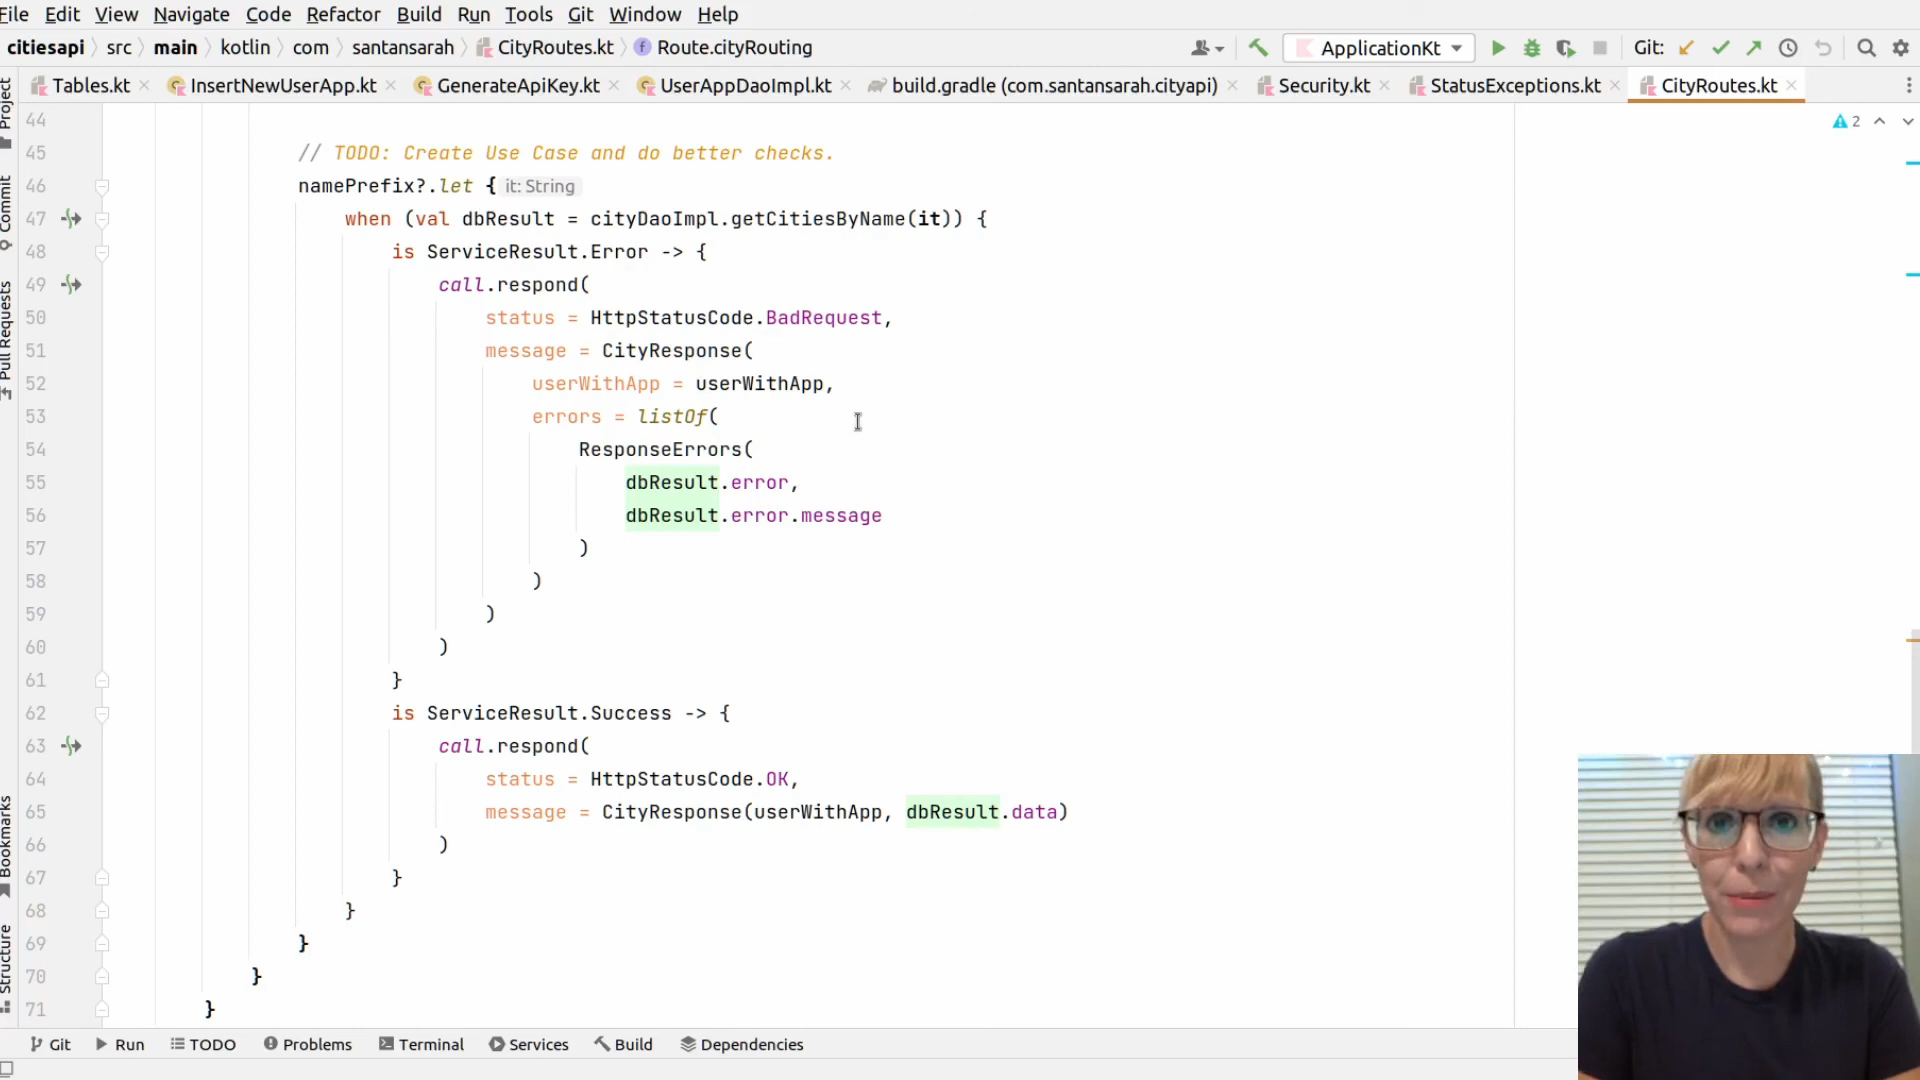 File Edit View Navigate Code Refactor Build Run Tools Git Window Help
citiesapi src main kotlin com santansarah CityRoutes.kt Route.cityRouting ApplicationKt Git:
Tables.kt InsertNewUserApp.kt GenerateApiKey.kt UserAppDaoImpl.kt build.gradle (com.santansarah.cityapi) Security.kt StatusExceptions.kt CityRoutes.kt
Project
Commit
Pull Requests
Bookmarks
Structure
2
44
45 // TODO: Create Use Case and do better checks.
46 namePrefix?.let { it: String
47 when (val dbResult = cityDaoImpl.getCitiesByName(it)) {
48 is ServiceResult.Error -> {
49 call.respond(
50 status = HttpStatusCode.BadRequest,
51 message = CityResponse(
52 userWithApp = userWithApp,
53 errors = listOf(
54 ResponseErrors(
55 dbResult.error,
56 dbResult.error.message
57 )
58 )
59 )
60 )
61 }
62 is ServiceResult.Success -> {
63 call.respond(
64 status = HttpStatusCode.OK,
65 message = CityResponse(userWithApp, dbResult.data)
66 )
67 }
68 }
69 }
70 }
71 }
Git Run TODO Problems Terminal Services Build Dependencies